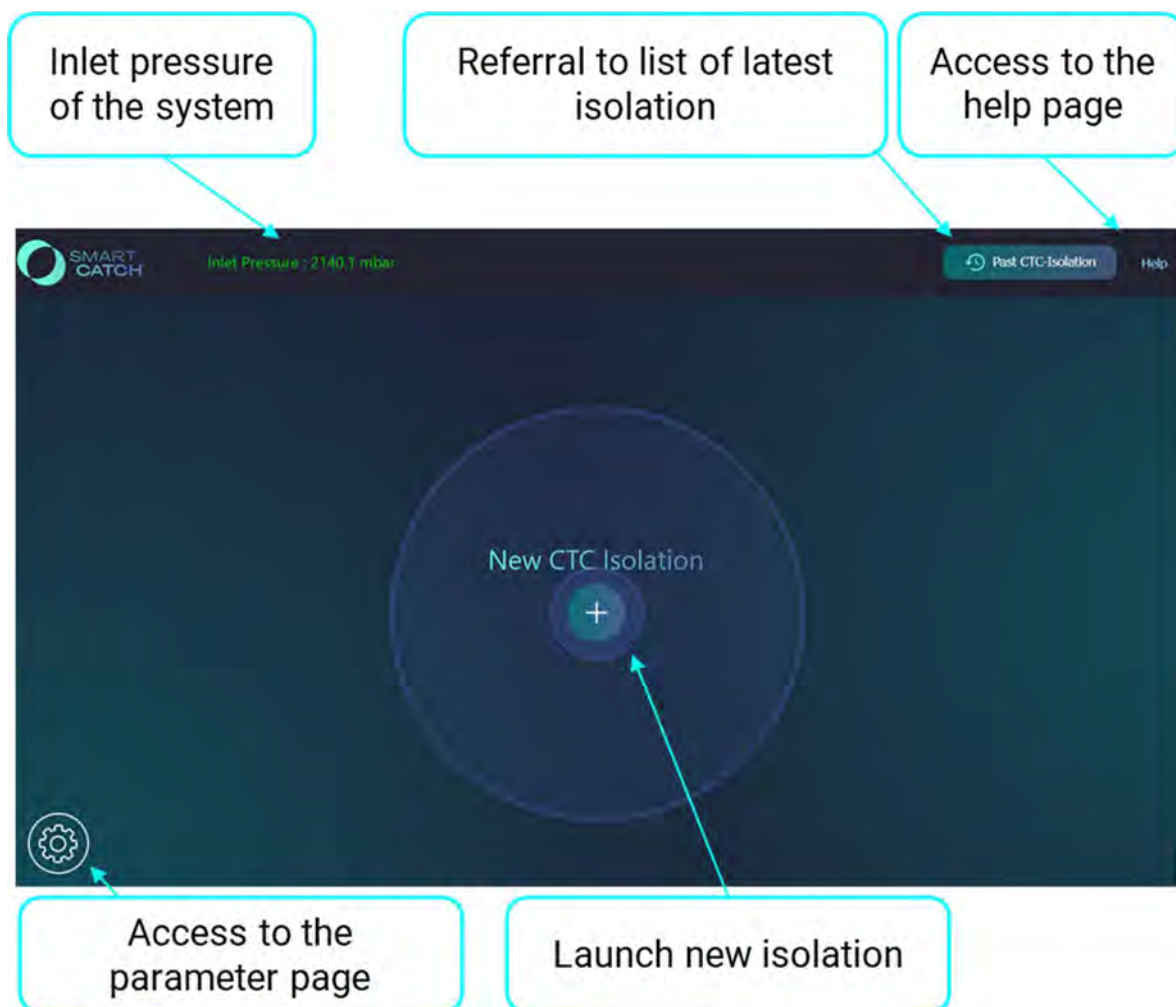 Inlet pressure
of the system
Referral to list of latest
isolation
Access to the
help page
SMART
CATCH
Inlet Pressure : 2140.1 mbar
Past CTC-Isolation
Help
New CTC Isolation
Access to the
parameter page
Launch new isolation